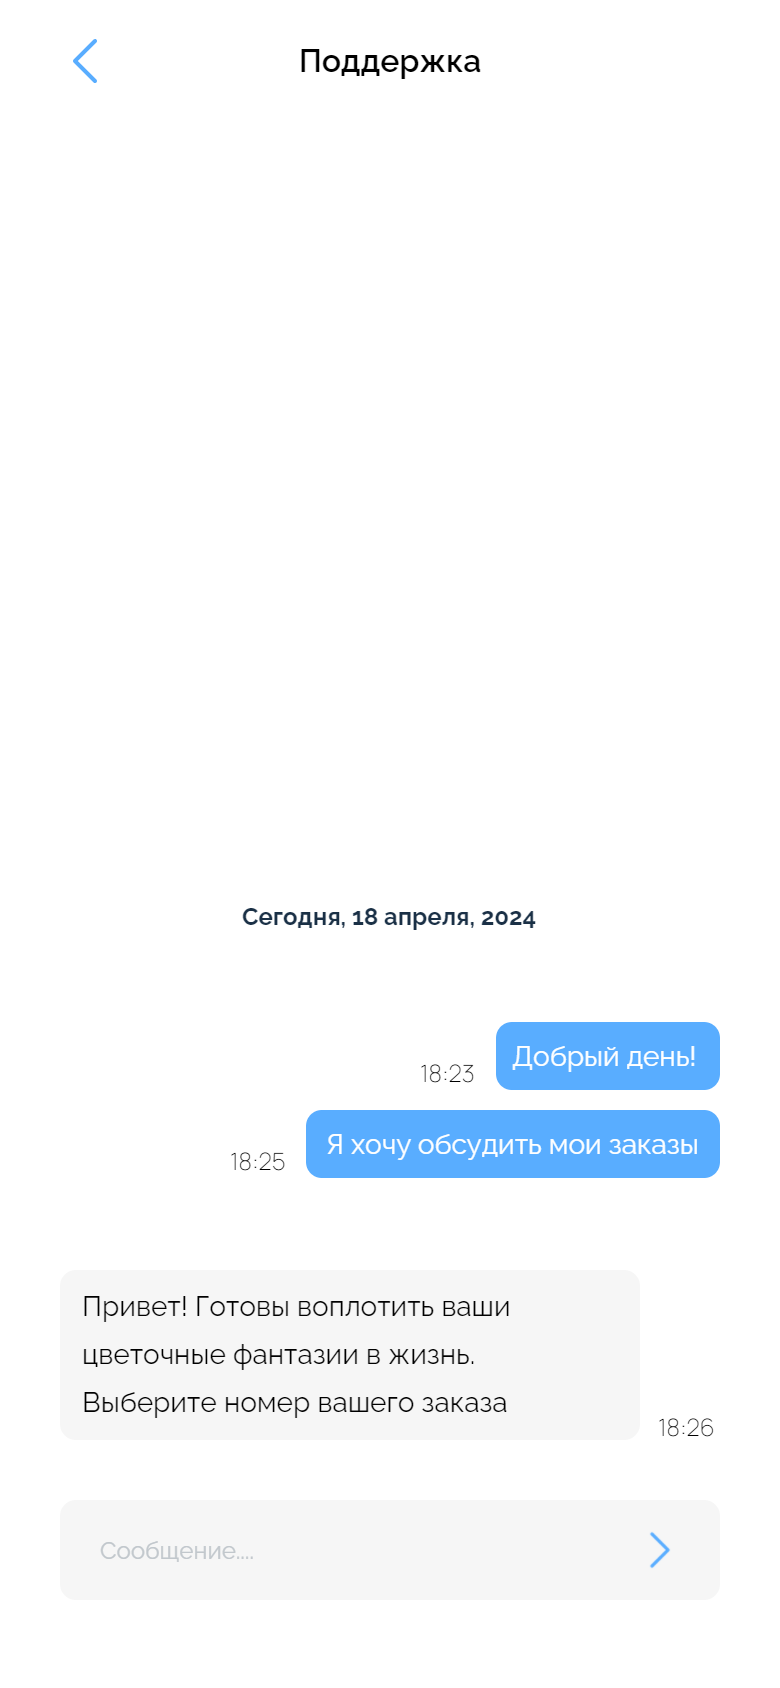 Поддержка
Сегодня, 18 апреля, 2024
18:23 Добрый день!
18:25 Я хочу обсудить мои заказы
Привет! Готовы воплотить ваши
цветочные фантазии в жизнь.
Выберите номер вашего заказа
18:26
Сообщение....